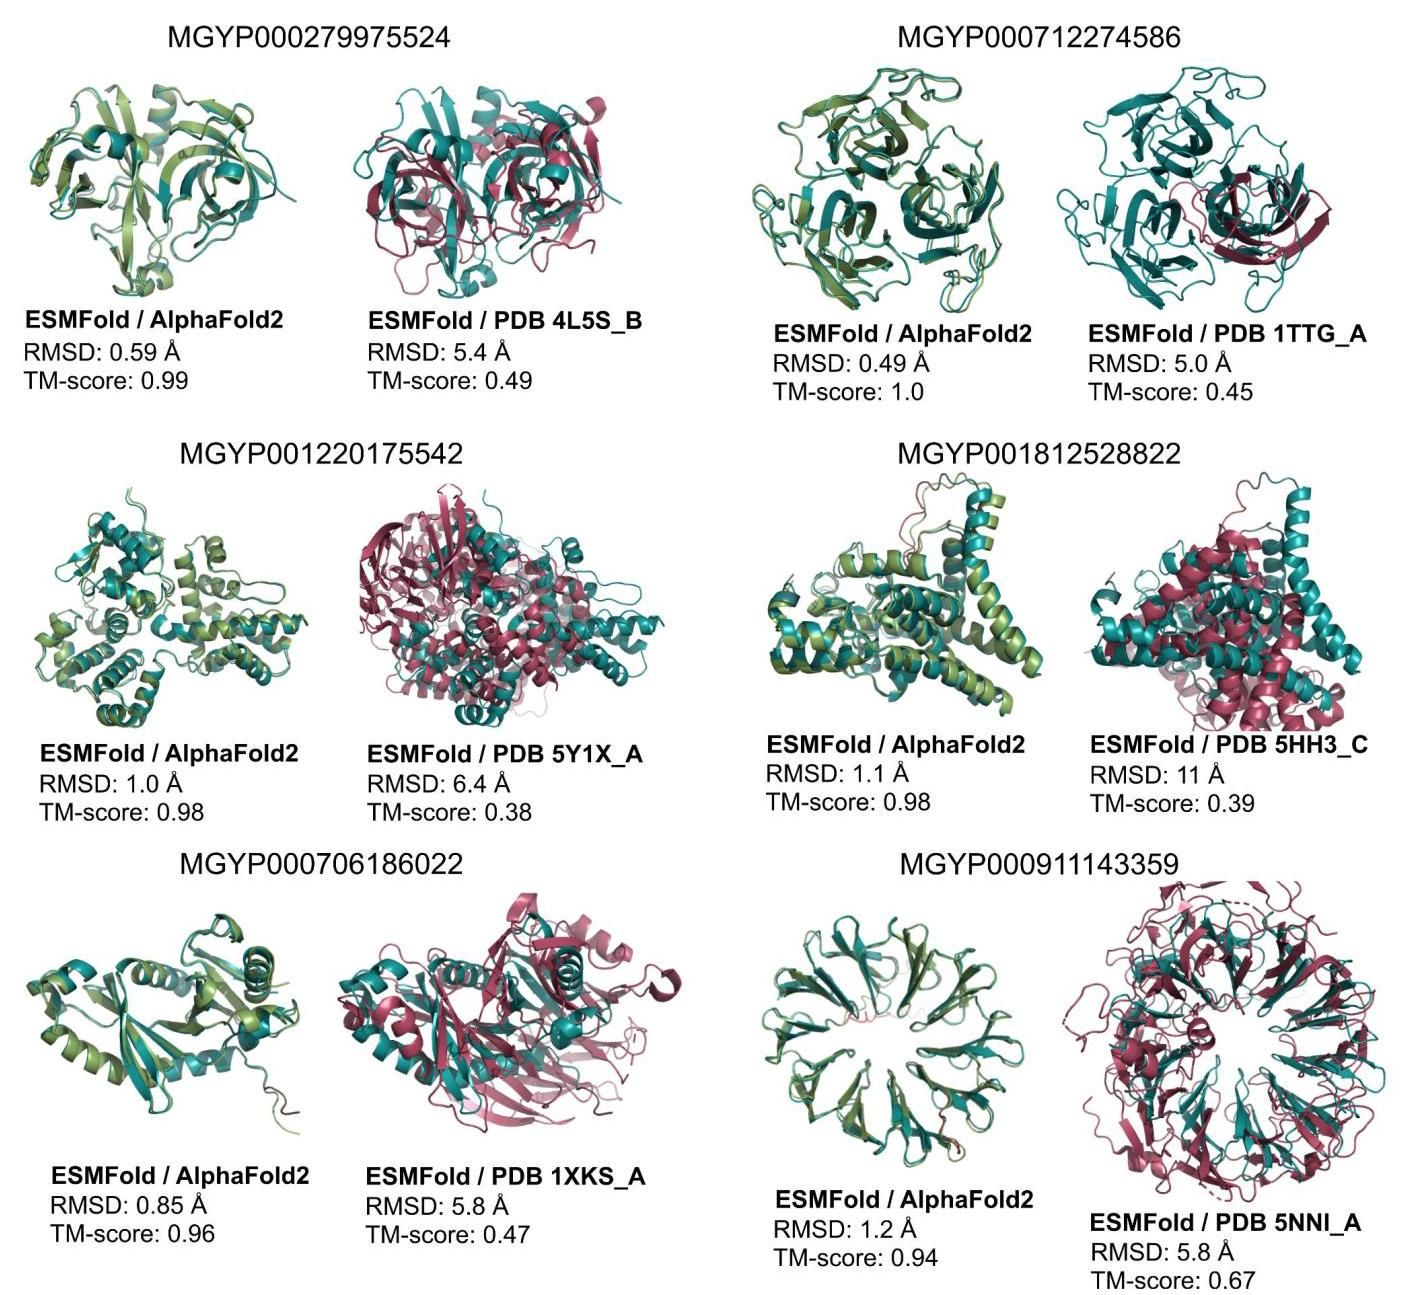 MGYP000279975524
ESMFold / AlphaFold2
RMSD: 0.59 Å
TM-score: 0.99
ESMFold / PDB 4L5S_B
RMSD: 5.4 Å
TM-score: 0.49
MGYP000712274586
ESMFold / AlphaFold2
RMSD: 0.49 Å
TM-score: 1.0
ESMFold / PDB 1TTG_A
RMSD: 5.0 Å
TM-score: 0.45
MGYP001220175542
ESMFold / AlphaFold2
RMSD: 1.0 Å
TM-score: 0.98
ESMFold / PDB 5Y1X_A
RMSD: 6.4 Å
TM-score: 0.38
MGYP001812528822
ESMFold / AlphaFold2
RMSD: 1.1 Å
TM-score: 0.98
ESMFold / PDB 5HH3_C
RMSD: 11 Å
TM-score: 0.39
MGYP000706186022
ESMFold / AlphaFold2
RMSD: 0.85 Å
TM-score: 0.96
ESMFold / PDB 1XKS_A
RMSD: 5.8 Å
TM-score: 0.47
MGYP000911143359
ESMFold / AlphaFold2
RMSD: 1.2 Å
TM-score: 0.94
ESMFold / PDB 5NNI_A
RMSD: 5.8 Å
TM-score: 0.67